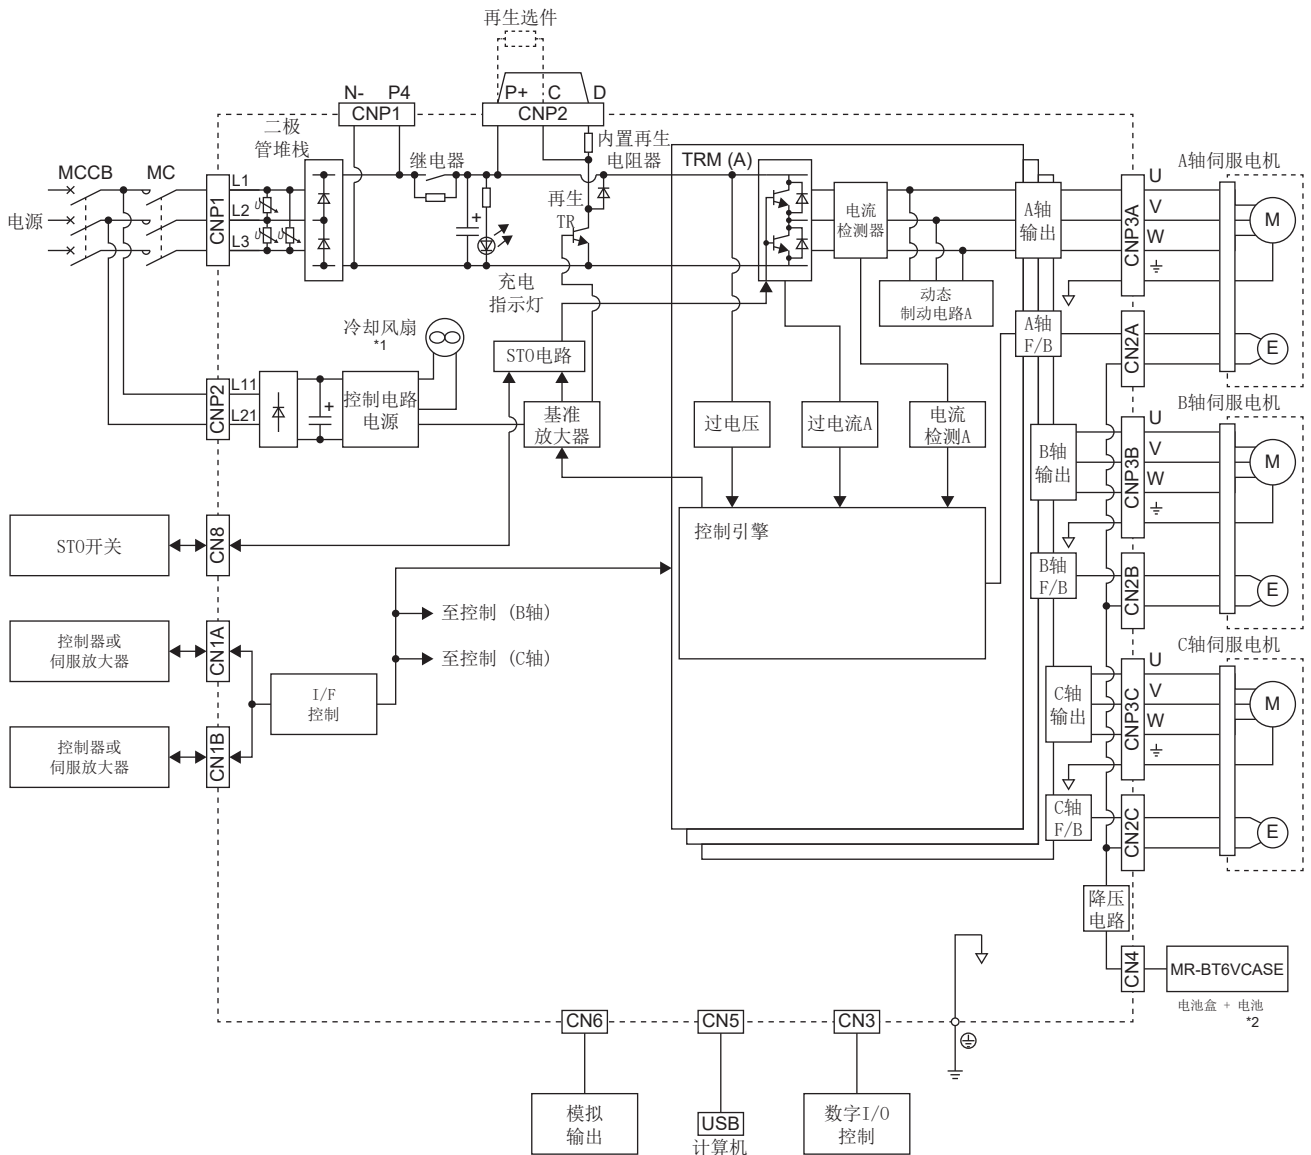 再生选件
N- P4
P+ C D
CNP1
CNP2
二极
管堆栈
继电器
内置再生
电阻器
TRM (A)
A轴伺服电机
MCCB
MC
电源
L1
L2
L3
CNP1
再生
TR
充电
指示灯
电流
检测器
A轴
输出
CNP3A
U
V
W
M
动态
制动电路A
冷却风扇
*1
STO电路
A轴
F/B
CN2A
E
CNP2
L11
L21
控制电路
电源
基准
放大器
过电压
过电流A
电流
检测A
B轴伺服电机
B轴
输出
CNP3B
U
V
W
M
STO开关
CN8
控制引擎
B轴
F/B
CN2B
E
至控制 (B轴)
至控制 (C轴)
控制器或
伺服放大器
CN1A
I/F
控制
控制器或
伺服放大器
CN1B
C轴伺服电机
C轴
输出
CNP3C
U
V
W
M
C轴
F/B
CN2C
E
降压
电路
CN4
MR-BT6VCASE
电池盒 + 电池
*2
CN6
CN5
CN3
模拟
输出
USB
计算机
数字I/O
控制